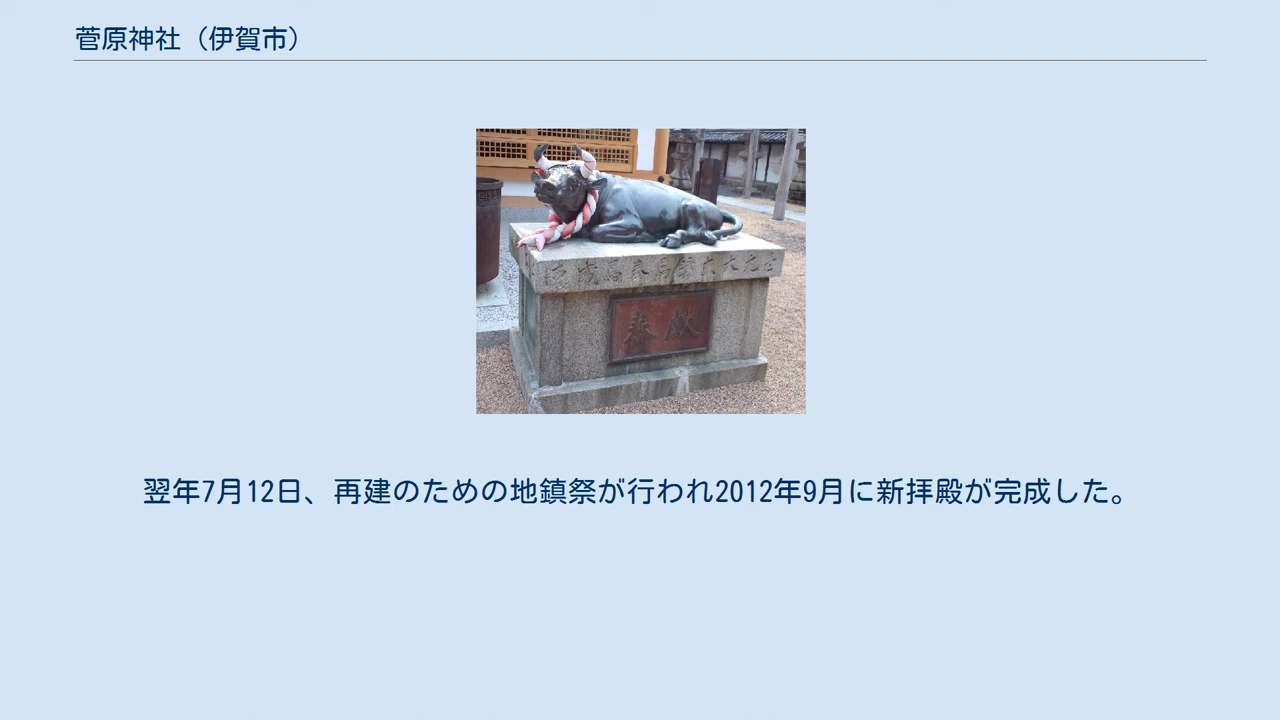 菅原神社（伊賀市）
奉献
翌年7月12日、再建のための地鎮祭が行われ2012年9月に新拝殿が完成した。